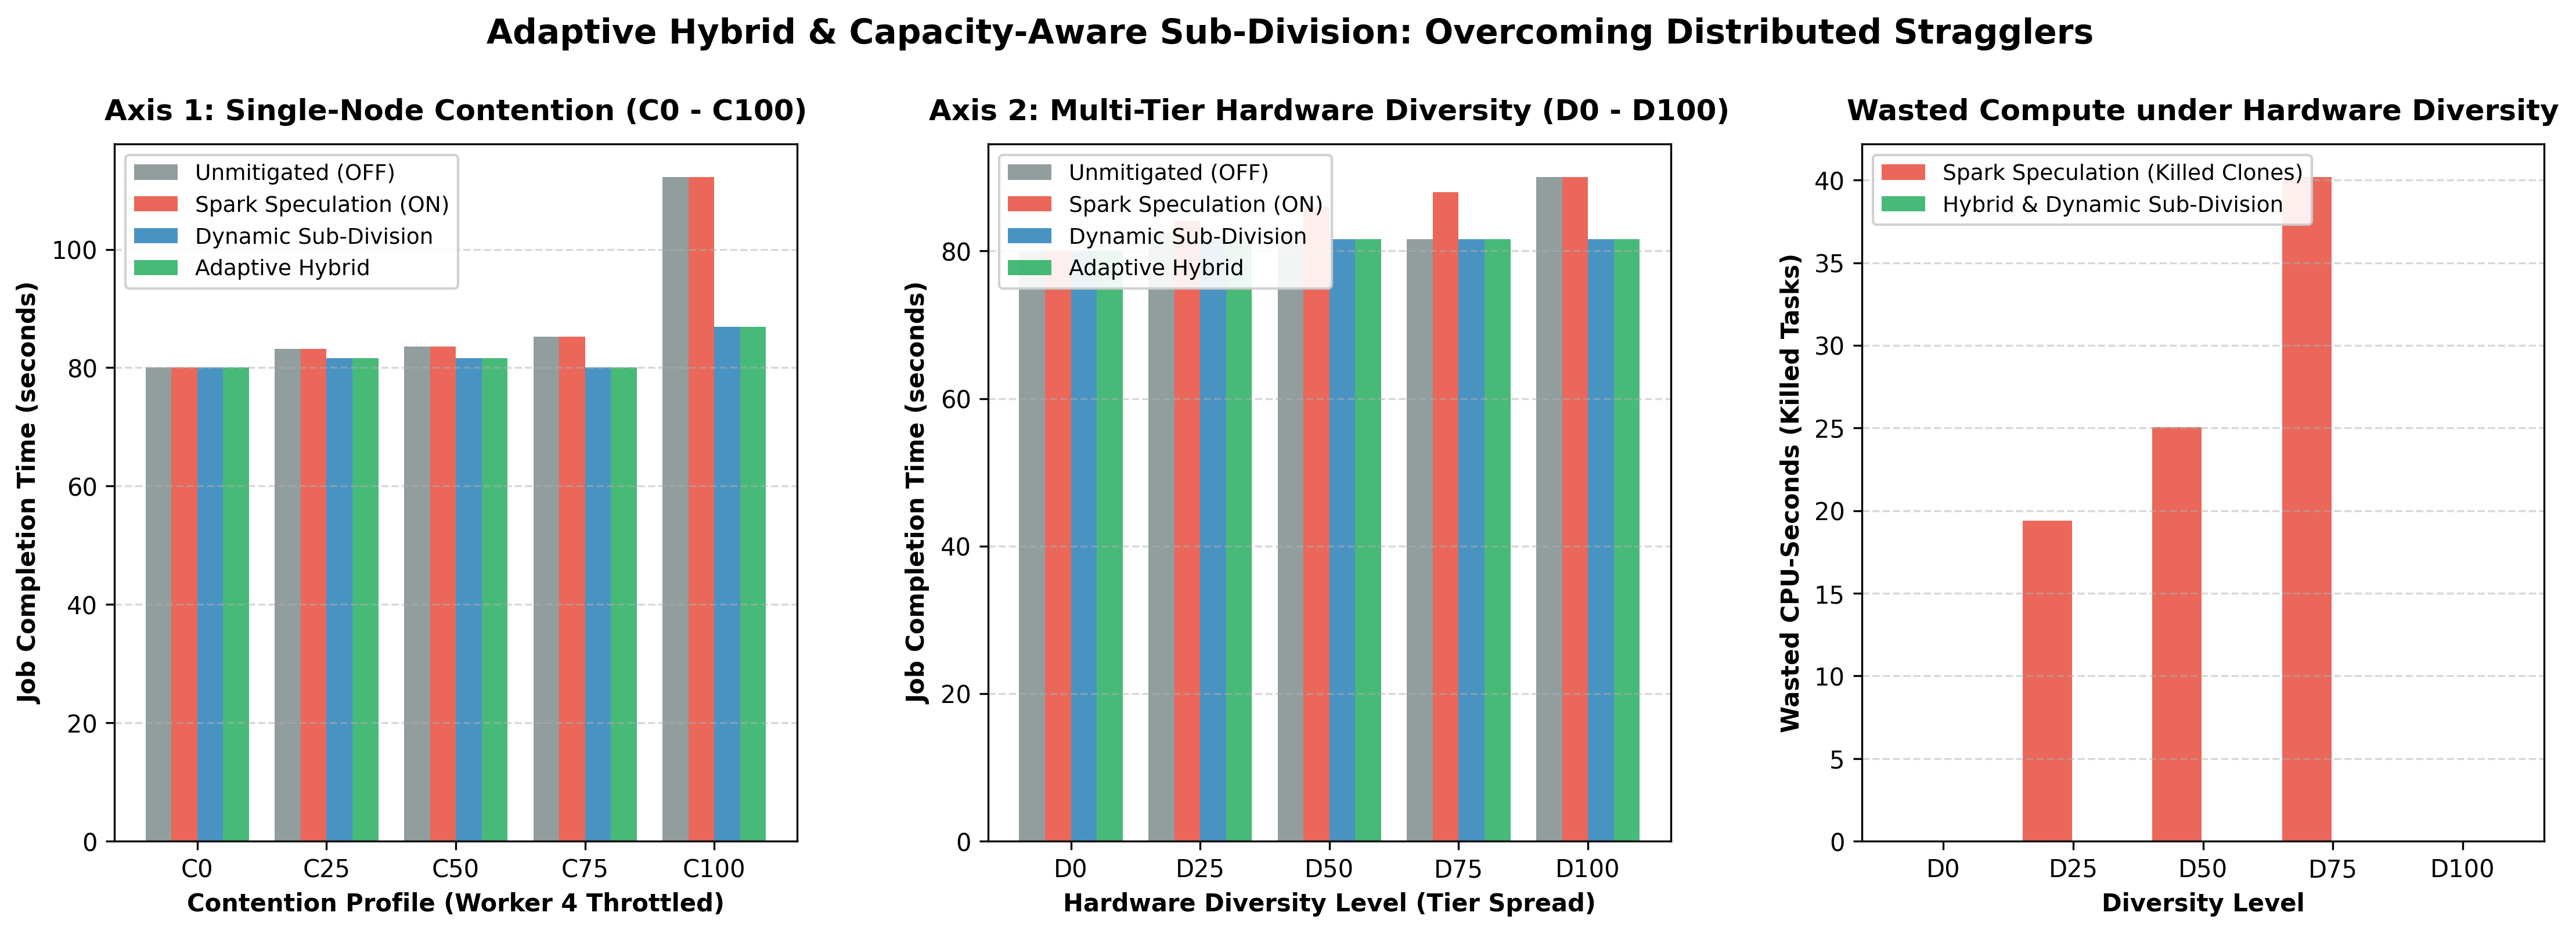 Adaptive Hybrid & Capacity-Aware Sub-Division: Overcoming Distributed Stragglers
Axis 1: Single-Node Contention (C0 - C100)
Job Completion Time (seconds)
100
80
60
40
20
0
Unmitigated (OFF)
Spark Speculation (ON)
Dynamic Sub-Division
Adaptive Hybrid
C0 C25 C50 C75 C100
Contention Profile (Worker 4 Throttled)
Axis 2: Multi-Tier Hardware Diversity (D0 - D100)
Job Completion Time (seconds)
80
60
40
20
0
Unmitigated (OFF)
Spark Speculation (ON)
Dynamic Sub-Division
Adaptive Hybrid
D0 D25 D50 D75 D100
Hardware Diversity Level (Tier Spread)
Wasted Compute under Hardware Diversity
Wasted CPU-Seconds (Killed Tasks)
40
35
30
25
20
15
10
5
0
Spark Speculation (Killed Clones)
Hybrid & Dynamic Sub-Division
D0 D25 D50 D75 D100
Diversity Level